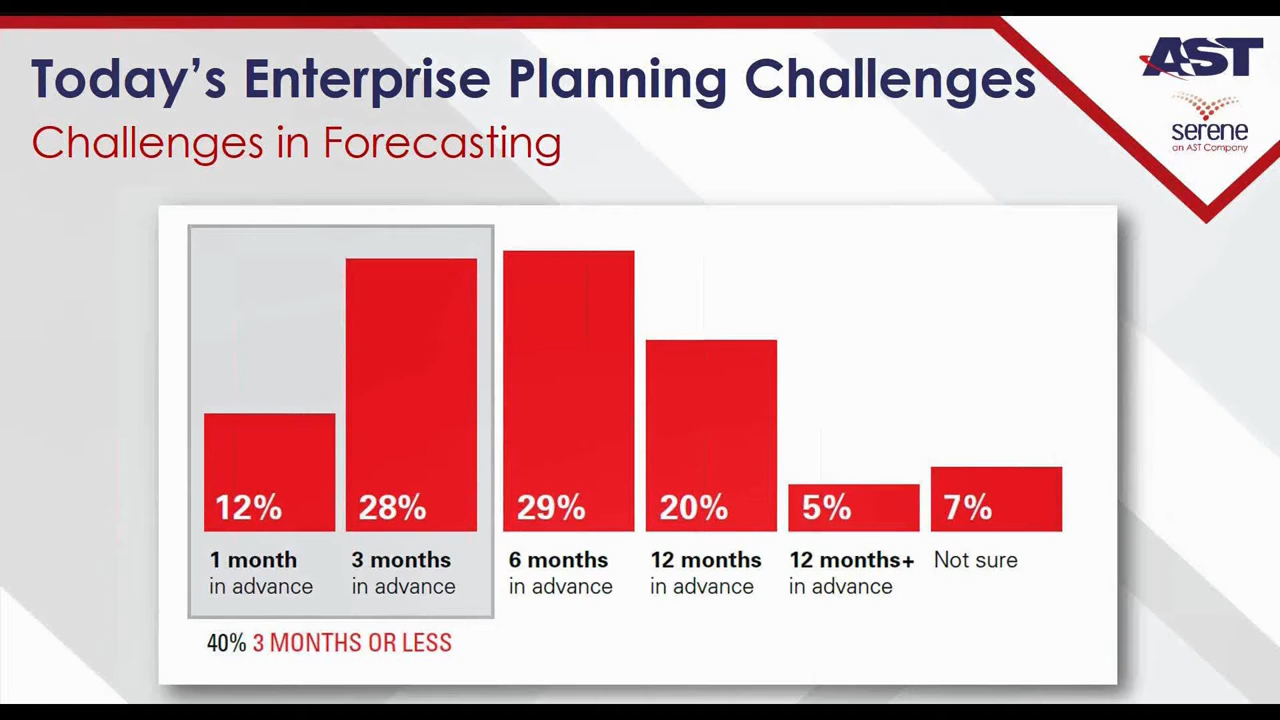 Today's Enterprise Planning Challenges
Challenges in Forecasting
AST
serene
an AST Company
12%
28%
29%
20%
5%
7%
1 month
in advance
3 months
in advance
6 months
in advance
12 months
in advance
12 months+
in advance
Not sure
40% 3 MONTHS OR LESS